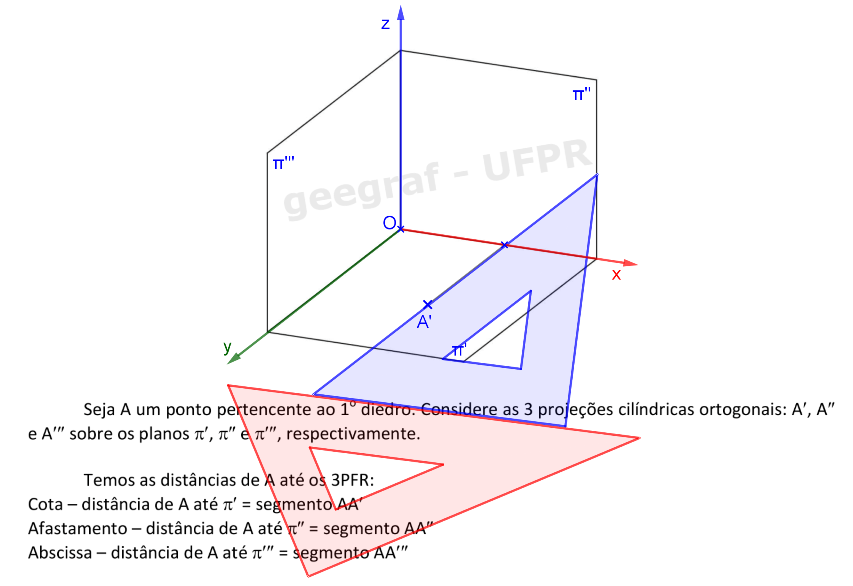 z
π''
π'''
geegraf - UFPR
O
x
A'
π'
y
Seja A um ponto pertencente ao 1º diedro. Considere as 3 projeções cilíndricas ortogonais: A′, A″
e A‴ sobre os planos π′, π″ e π‴, respectivamente.
Temos as distâncias de A até os 3PFR:
Cota – distância de A até π′ = segmento AA′
Afastamento – distância de A até π″ = segmento AA″
Abscissa – distância de A até π‴ = segmento AA‴